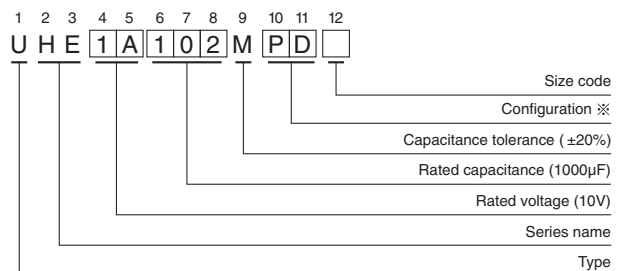 1 2 3 4 5 6 7 8 9 10 11 12
U H E 1 A 1 0 2 M P D
Size code
Configuration ※
Capacitance tolerance ( ±20%)
Rated capacitance (1000µF)
Rated voltage (10V)
Series name
Type